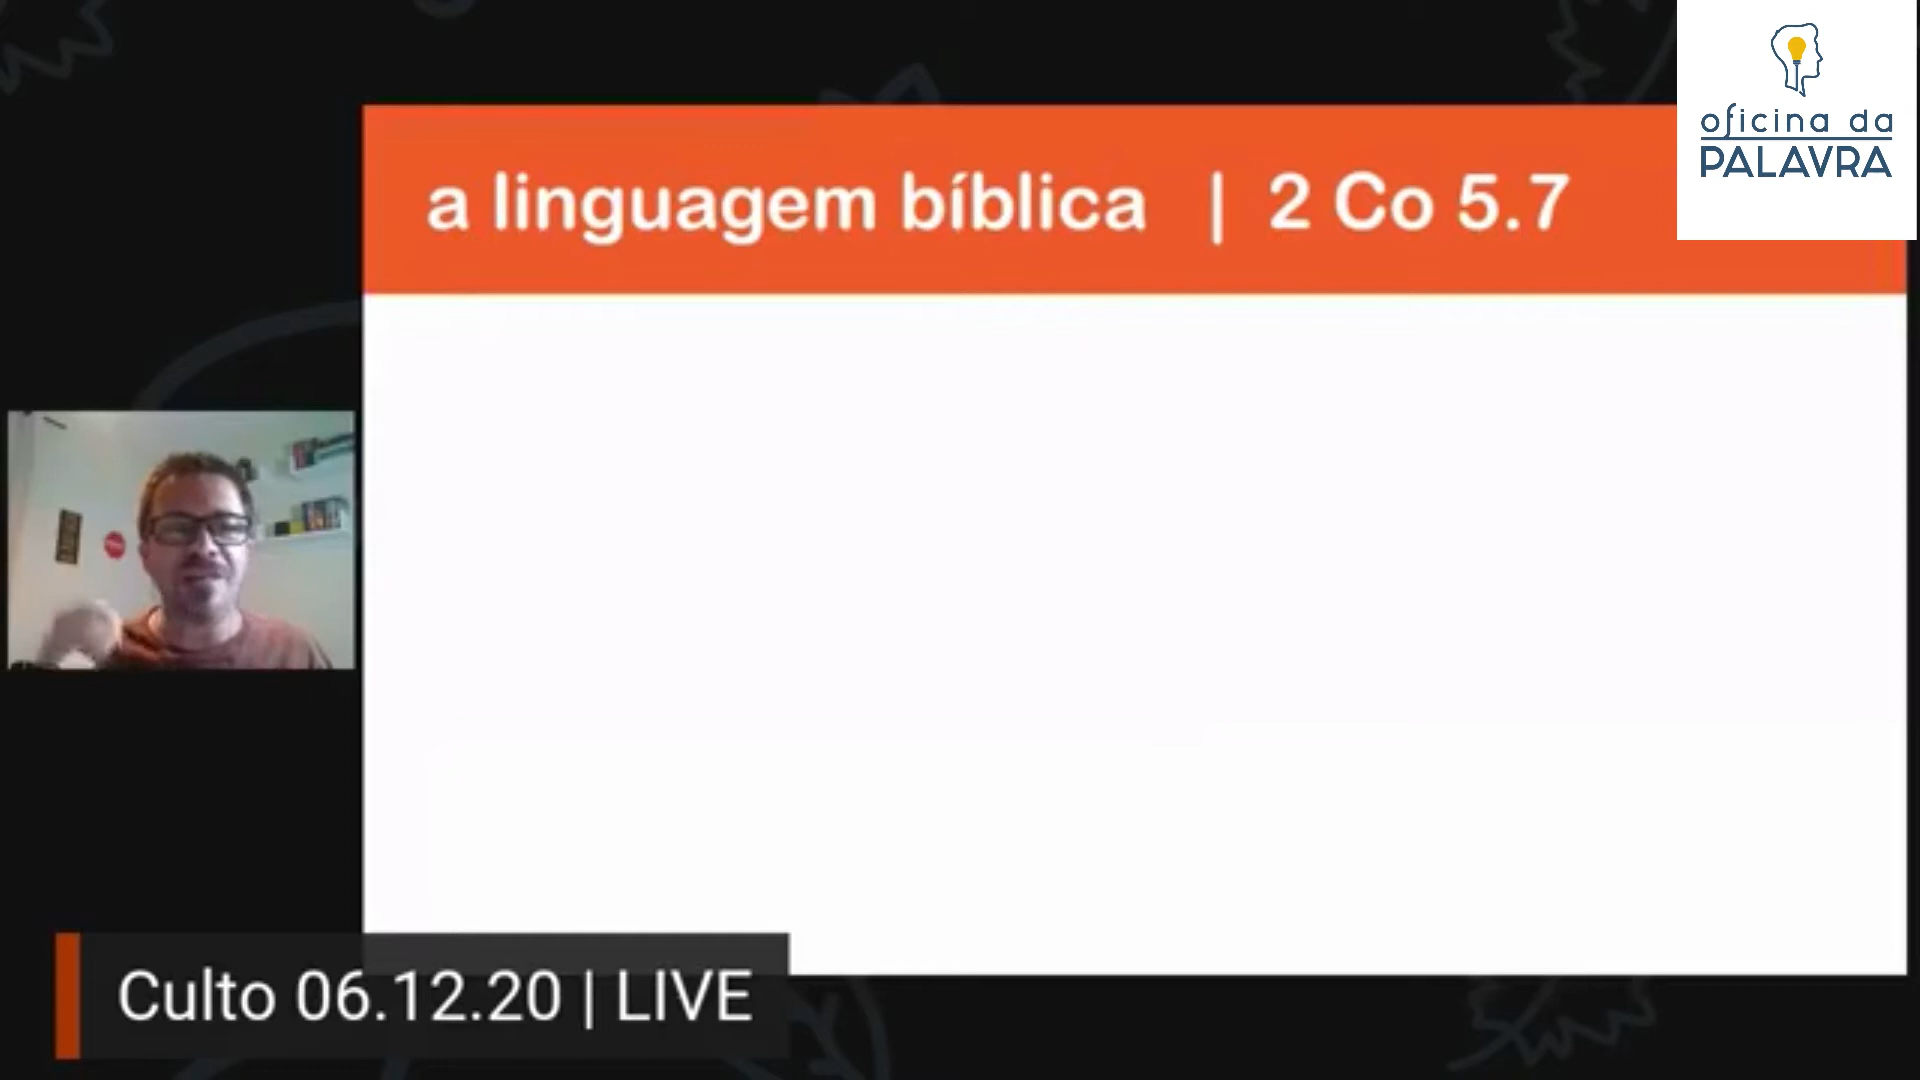 oficina da
PALAVRA
a linguagem bíblica | 2 Co 5.7
Culto 06.12.20 | LIVE